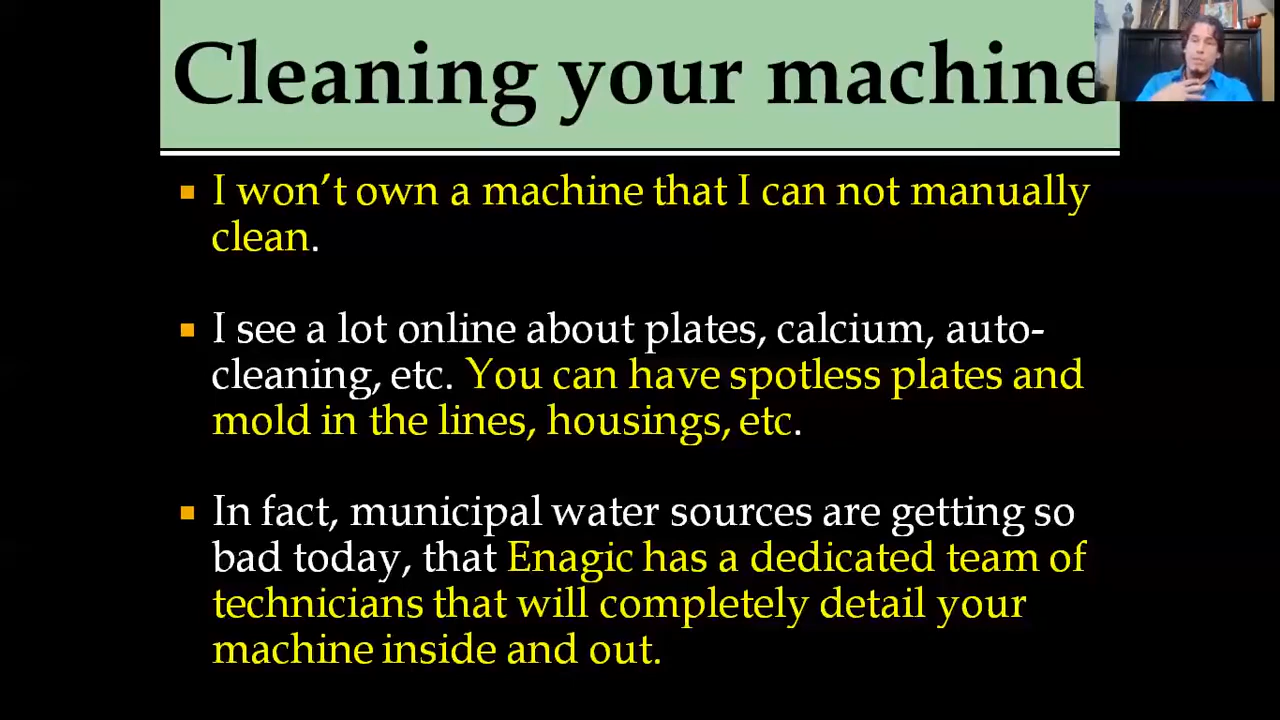 Cleaning your machine
I won’t own a machine that I can not manually
clean.
I see a lot online about plates, calcium, auto-
cleaning, etc. You can have spotless plates and
mold in the lines, housings, etc.
In fact, municipal water sources are getting so
bad today, that Enagic has a dedicated team of
technicians that will completely detail your
machine inside and out.